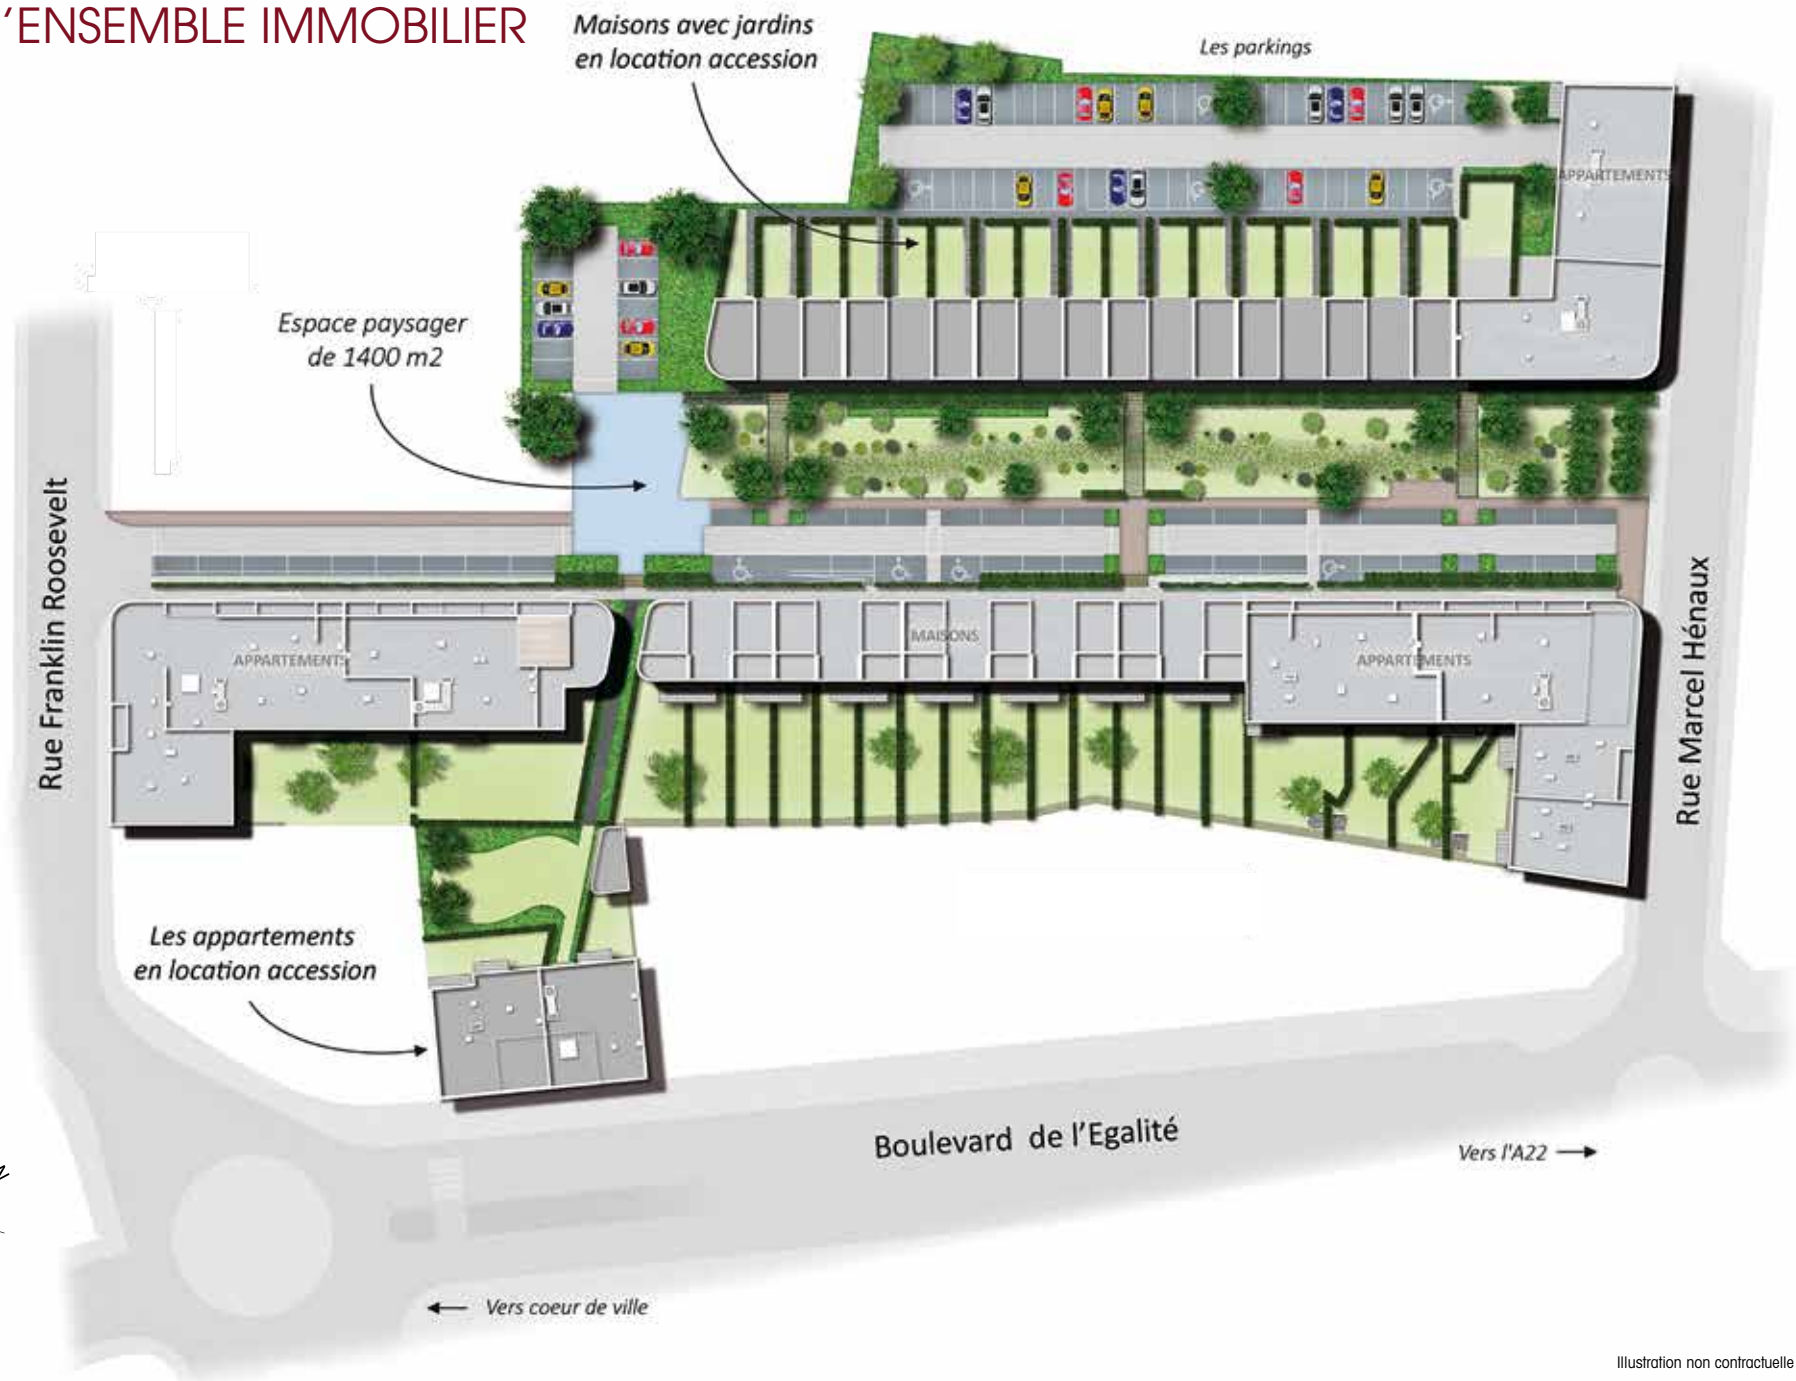 'ENSEMBLE IMMOBILIER
Maisons avec jardins
en location accession
Les parkings
APPARTEMENTS
Espace paysager
de 1400 m2
Rue Franklin Roosevelt
APPARTEMENTS
MAISONS
APPARTEMENTS
Rue Marcel Hénaux
Les appartements
en location accession
Boulevard de l'Egalité
Vers l'A22
Vers coeur de ville
Illustration non contractuelle